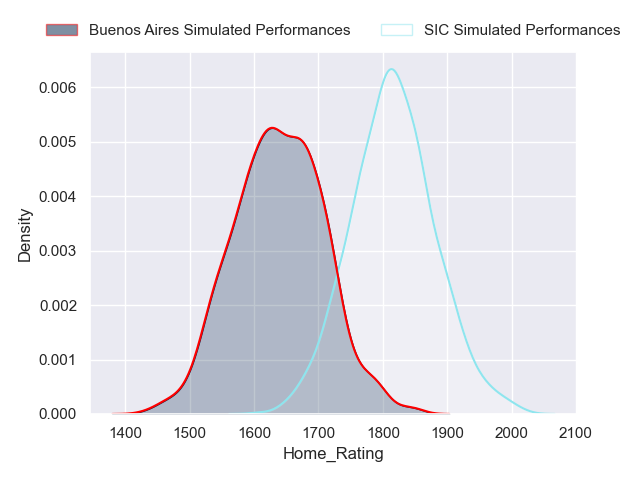 Buenos Aires Simulated Performances SIC Simulated Performances
0.006
0.005
0.004
0.003
0.002
0.001
0.000
Density
1400 1500 1600 1700 1800 1900 2000 2100
Home_Rating